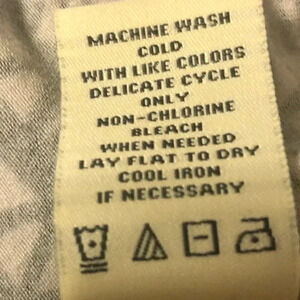 MACHINE WASH
COLD
WITH LIKE COLORS
DELICATE CYCLE
ONLY
NON-CHLORINE
BLEACH
WHEN NEEDED
LAY FLAT TO DRY
COOL IRON
IF NECESSARY